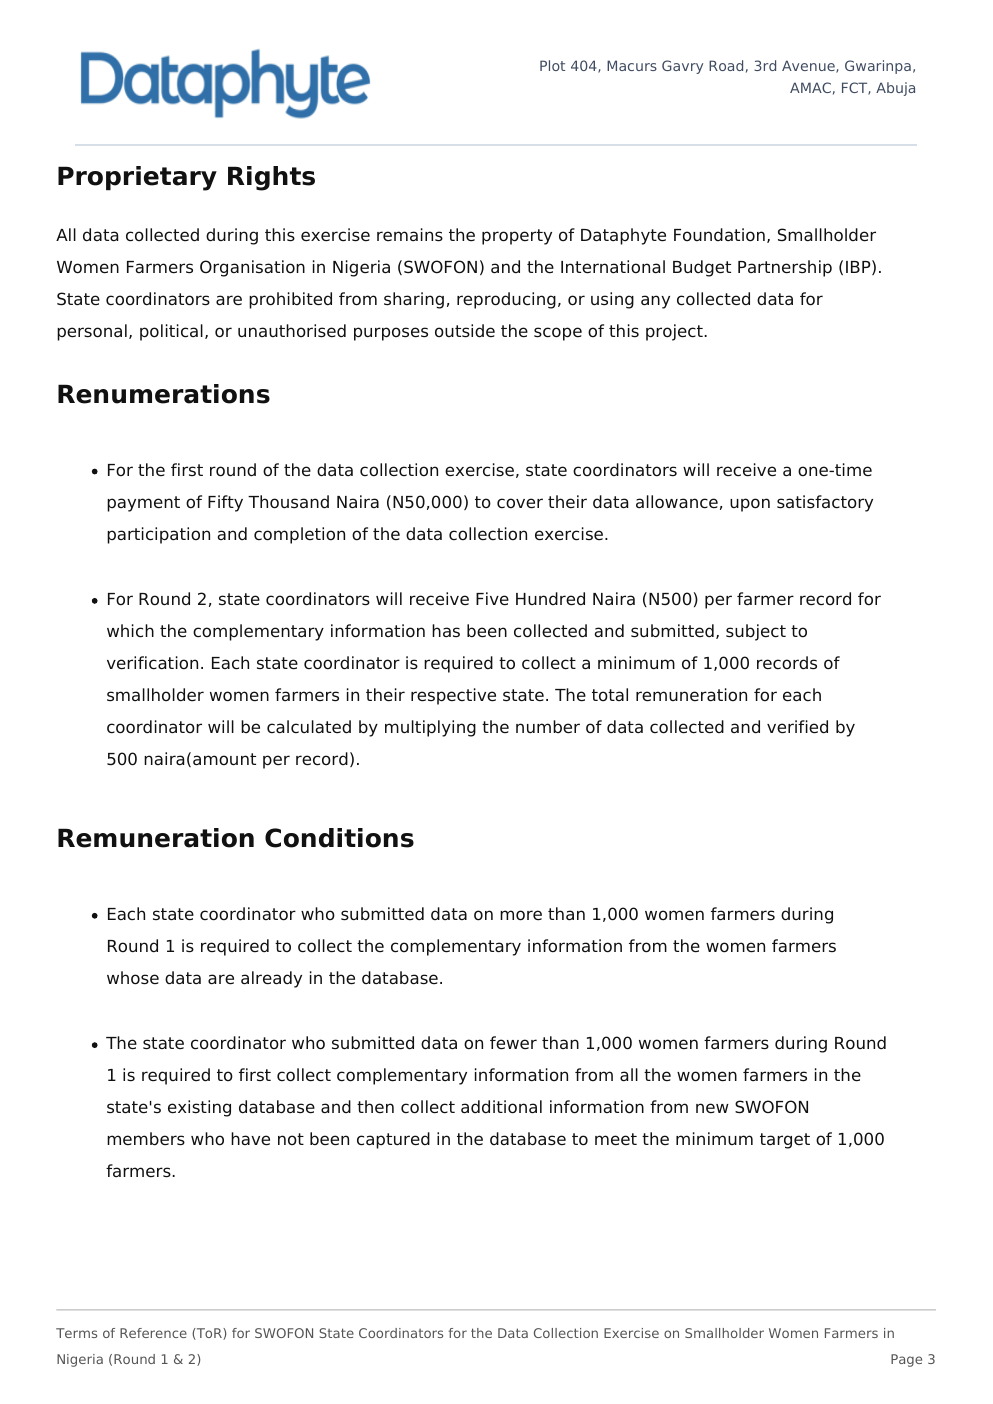 Dataphyte
Plot 404, Macurs Gavry Road, 3rd Avenue, Gwarinpa,
AMAC, FCT, Abuja
Proprietary Rights
All data collected during this exercise remains the property of Dataphyte Foundation, Smallholder
Women Farmers Organisation in Nigeria (SWOFON) and the International Budget Partnership (IBP).
State coordinators are prohibited from sharing, reproducing, or using any collected data for
personal, political, or unauthorised purposes outside the scope of this project.
Renumerations
• For the first round of the data collection exercise, state coordinators will receive a one-time
payment of Fifty Thousand Naira (N50,000) to cover their data allowance, upon satisfactory
participation and completion of the data collection exercise.
• For Round 2, state coordinators will receive Five Hundred Naira (N500) per farmer record for
which the complementary information has been collected and submitted, subject to
verification. Each state coordinator is required to collect a minimum of 1,000 records of
smallholder women farmers in their respective state. The total remuneration for each
coordinator will be calculated by multiplying the number of data collected and verified by
500 naira(amount per record).
Remuneration Conditions
• Each state coordinator who submitted data on more than 1,000 women farmers during
Round 1 is required to collect the complementary information from the women farmers
whose data are already in the database.
• The state coordinator who submitted data on fewer than 1,000 women farmers during Round
1 is required to first collect complementary information from all the women farmers in the
state's existing database and then collect additional information from new SWOFON
members who have not been captured in the database to meet the minimum target of 1,000
farmers.
Terms of Reference (ToR) for SWOFON State Coordinators for the Data Collection Exercise on Smallholder Women Farmers in
Nigeria (Round 1 & 2) Page 3